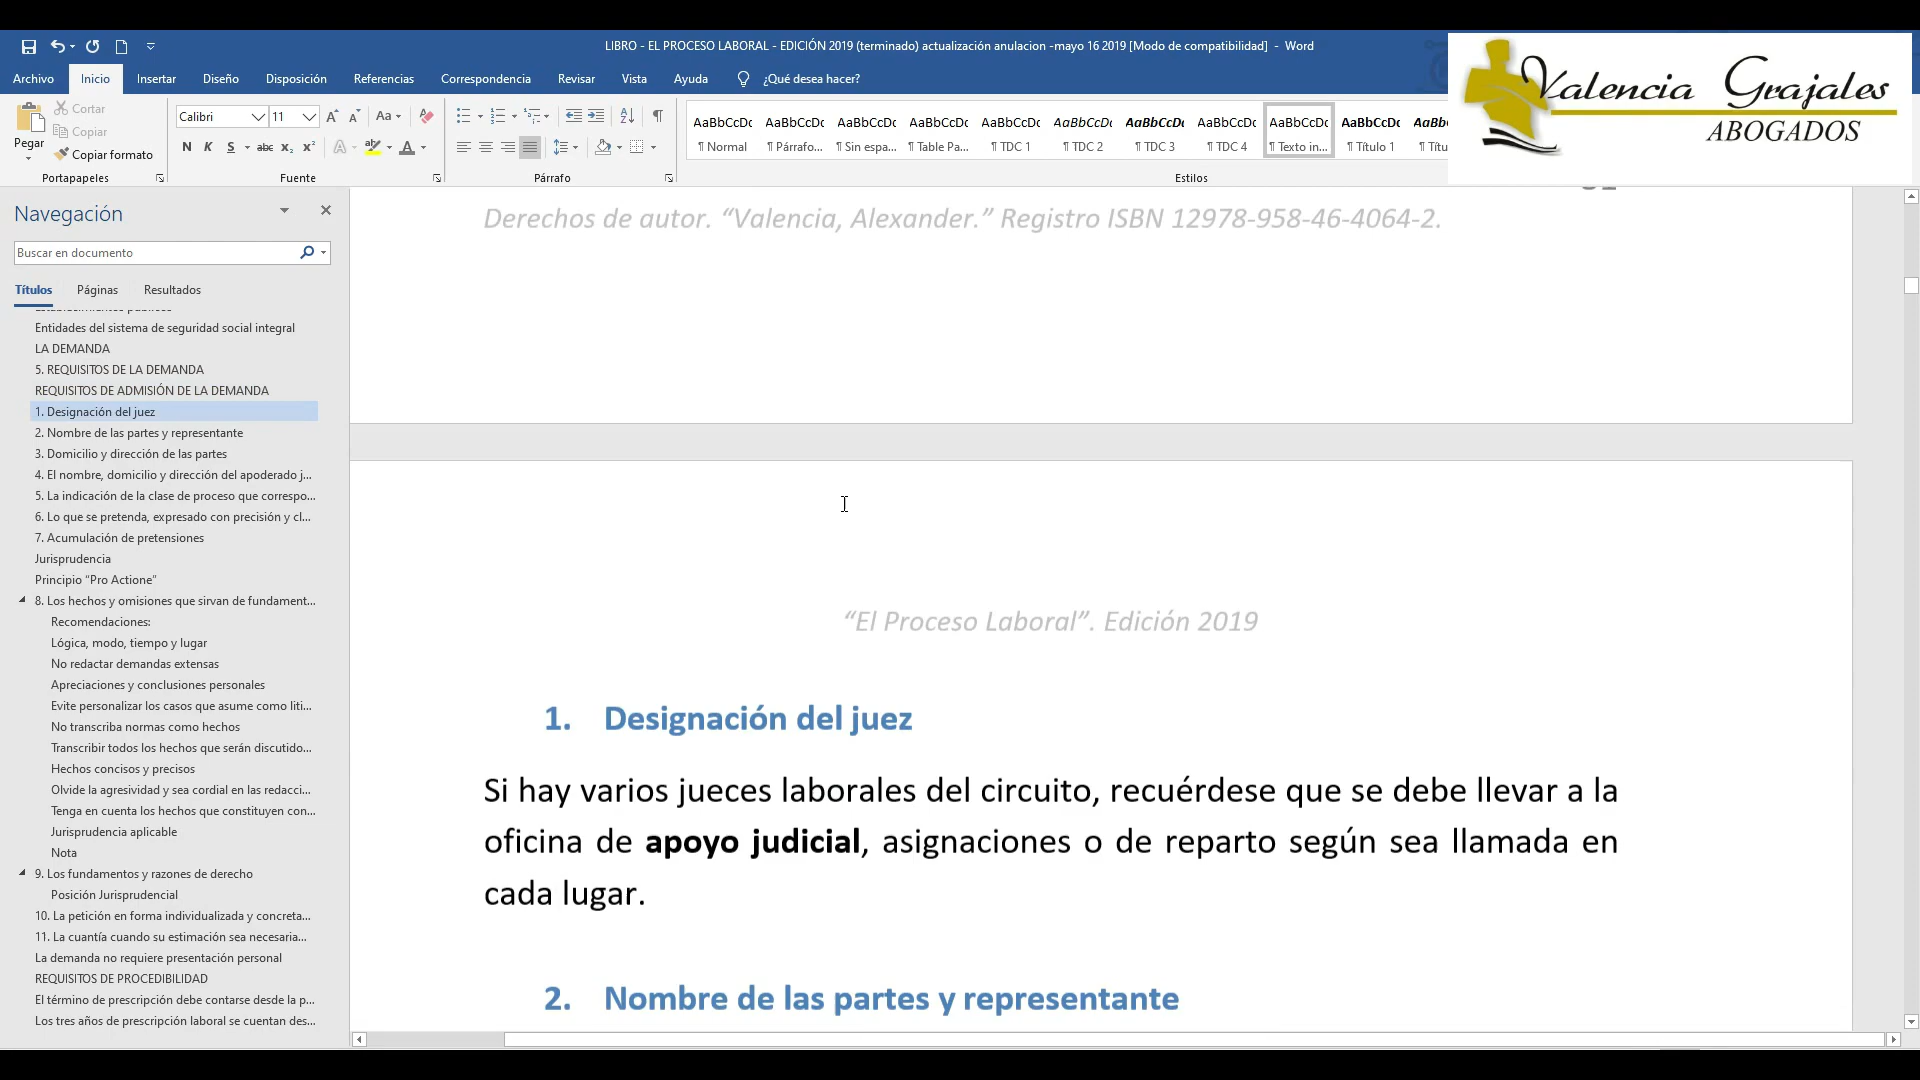 LIBRO - EL PROCESO LABORAL - EDICIÓN 2019 (terminado) actualización anulacion -mayo 16 2019 [Modo de compatibilidad] - Word
Archivo Inicio Insertar Diseño Disposición Referencias Correspondencia Revisar Vista Ayuda ¿Qué desea hacer?
Valencia Grajales
ABOGADOS
Pegar
Cortar
Copiar
Copiar formato
Portapapeles
Calibri 11
N K S abc x₂ x²
Fuente
Párrafo
AaBbCcDc AaBbCcDc AaBbCcDc AaBbCcDc AaBbCcDc AaBbCcDc AaBbCcDc AaBbCcDc AaBbCcDc AaBbCcDc AaBb
¶ Normal ¶ Párrafo... ¶ Sin espa... ¶ Table Pa... ¶ TDC 1 ¶ TDC 2 ¶ TDC 3 ¶ TDC 4 ¶ Texto in... ¶ Título 1 ¶ Títu
Estilos
Navegación
Buscar en documento
Títulos Páginas Resultados
Entidades del sistema de seguridad social integral
LA DEMANDA
5. REQUISITOS DE LA DEMANDA
REQUISITOS DE ADMISIÓN DE LA DEMANDA
1. Designación del juez
2. Nombre de las partes y representante
3. Domicilio y dirección de las partes
4. El nombre, domicilio y dirección del apoderado j...
5. La indicación de la clase de proceso que correspo...
6. Lo que se pretenda, expresado con precisión y cl...
7. Acumulación de pretensiones
Jurisprudencia
Principio “Pro Actione”
8. Los hechos y omisiones que sirvan de fundament...
Recomendaciones:
Lógica, modo, tiempo y lugar
No redactar demandas extensas
Apreciaciones y conclusiones personales
Evite personalizar los casos que asume como liti...
No transcriba normas como hechos
Transcribir todos los hechos que serán discutido...
Hechos concisos y precisos
Olvide la agresividad y sea cordial en las redacci...
Tenga en cuenta los hechos que constituyen con...
Jurisprudencia aplicable
Nota
9. Los fundamentos y razones de derecho
Posición Jurisprudencial
10. La petición en forma individualizada y concreta...
11. La cuantía cuando su estimación sea necesaria...
La demanda no requiere presentación personal
REQUISITOS DE PROCEDIBILIDAD
El término de prescripción debe contarse desde la p...
Los tres años de prescripción laboral se cuentan des...
Derechos de autor. “Valencia, Alexander.” Registro ISBN 12978-958-46-4064-2.
“El Proceso Laboral”. Edición 2019
1. Designación del juez
Si hay varios jueces laborales del circuito, recuérdese que se debe llevar a la
oficina de apoyo judicial, asignaciones o de reparto según sea llamada en
cada lugar.
2. Nombre de las partes y representante